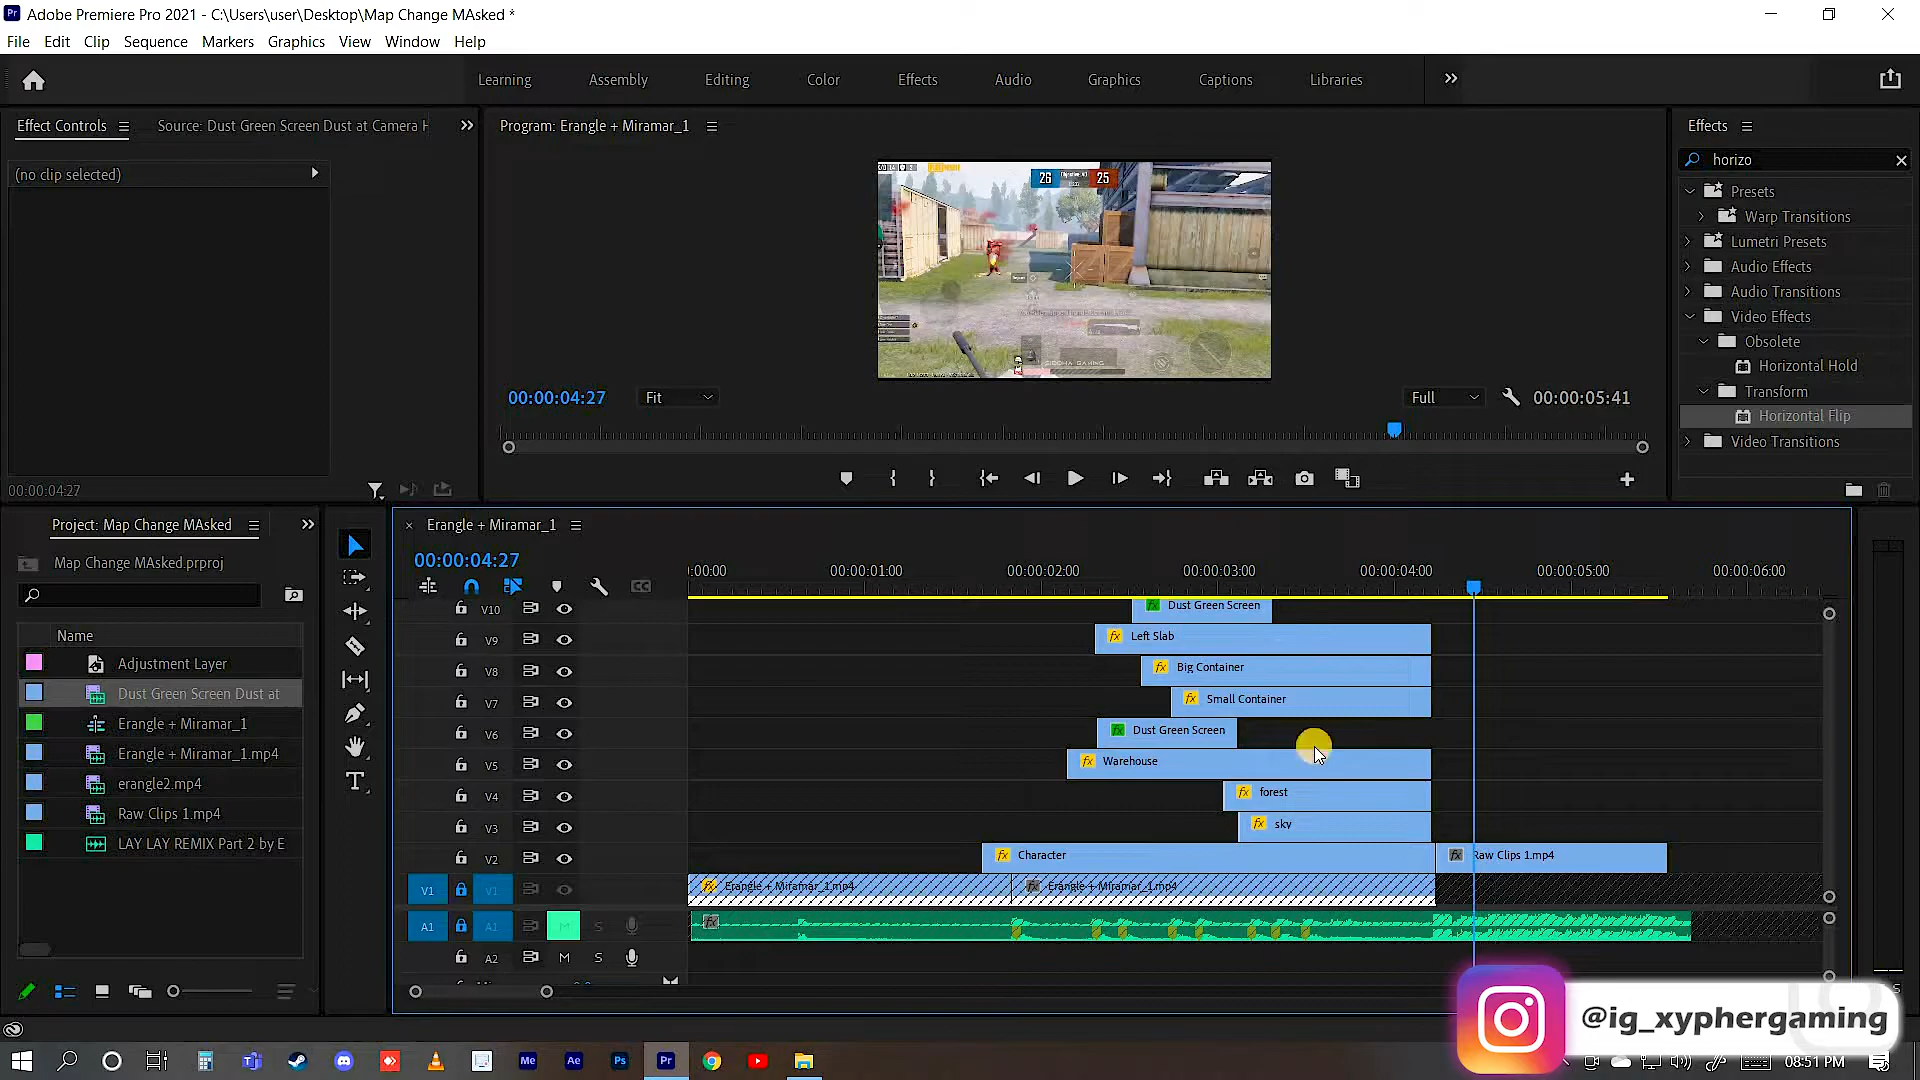 Adobe Premiere Pro 2021 - C:\Users\user\Desktop\Map Change MAsked *
File Edit Clip Sequence Markers Graphics View Window Help
Learning Assembly Editing Color Effects Audio Graphics Captions Libraries
Effect Controls
Source: Dust Green Screen Dust at Camera H
Program: Erangle + Miramar_1
Effects
(no clip selected)
horizo
Presets
Warp Transitions
Lumetri Presets
Audio Effects
Audio Transitions
Video Effects
Obsolete
Horizontal Hold
Transform
Horizontal Flip
Video Transitions
26
25
00:00:04:27
Fit
Full
00:00:05:41
00:00:04:27
Project: Map Change MAsked
Map Change MAsked.prproj
Name
Adjustment Layer
Dust Green Screen Dust at
Erangle + Miramar_1
Erangle + Miramar_1.mp4
erangle2.mp4
Raw Clips 1.mp4
LAY LAY REMIX Part 2 by E
Erangle + Miramar_1
00:00:04:27
:00:00 00:00:01:00 00:00:02:00 00:00:03:00 00:00:04:00 00:00:05:00 00:00:06:00
V10 Dust Green Screen
V9 Left Slab
V8 Big Container
V7 Small Container
V6 Dust Green Screen
V5 Warehouse
V4 forest
V3 sky
V2 Character Raw Clips 1.mp4
V1 V1 Erangle + Miramar_1.mp4 Erangle + Miramar_1.mp4
A1 A1 M S
A2 M S
@ig_xyphergaming
Me Ae Ps Pr
08:51 PM